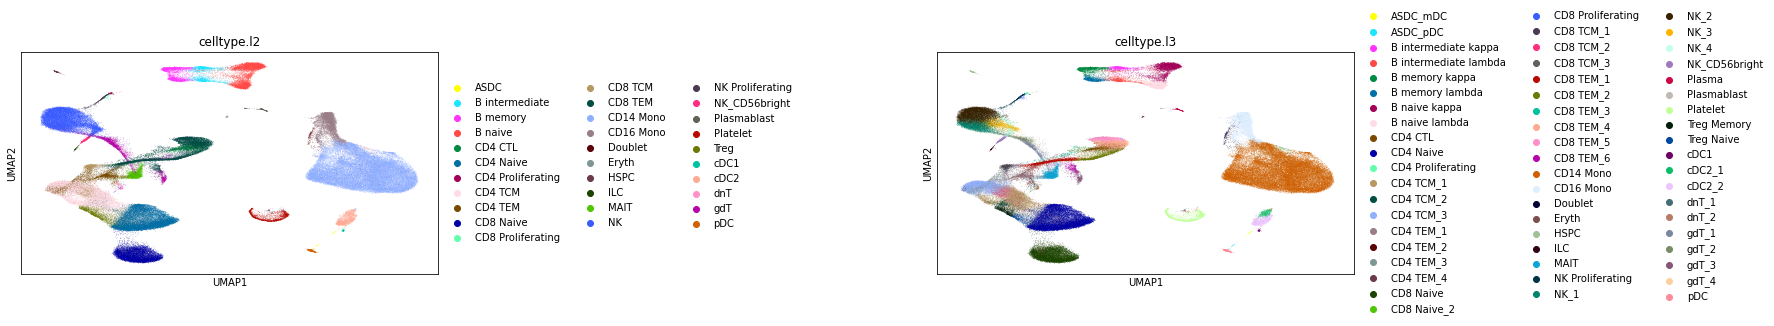 celltype.l2
UMAP2
UMAP1
ASDC
B intermediate
B memory
B naive
CD4 CTL
CD4 Naive
CD4 Proliferating
CD4 TCM
CD4 TEM
CD8 Naive
CD8 Proliferating
CD8 TCM
CD8 TEM
CD14 Mono
CD16 Mono
Doublet
Eryth
HSPC
ILC
MAIT
NK
NK Proliferating
NK_CD56bright
Plasmablast
Platelet
Treg
cDC1
cDC2
dnT
gdT
pDC
celltype.l3
UMAP2
UMAP1
ASDC_mDC
ASDC_pDC
B intermediate kappa
B intermediate lambda
B memory kappa
B memory lambda
B naive kappa
B naive lambda
CD4 CTL
CD4 Naive
CD4 Proliferating
CD4 TCM_1
CD4 TCM_2
CD4 TCM_3
CD4 TEM_1
CD4 TEM_2
CD4 TEM_3
CD4 TEM_4
CD8 Naive
CD8 Naive_2
CD8 Proliferating
CD8 TCM_1
CD8 TCM_2
CD8 TCM_3
CD8 TEM_1
CD8 TEM_2
CD8 TEM_3
CD8 TEM_4
CD8 TEM_5
CD8 TEM_6
CD14 Mono
CD16 Mono
Doublet
Eryth
HSPC
ILC
MAIT
NK Proliferating
NK_1
NK_2
NK_3
NK_4
NK_CD56bright
Plasma
Plasmablast
Platelet
Treg Memory
Treg Naive
cDC1
cDC2_1
cDC2_2
dnT_1
dnT_2
gdT_1
gdT_2
gdT_3
gdT_4
pDC